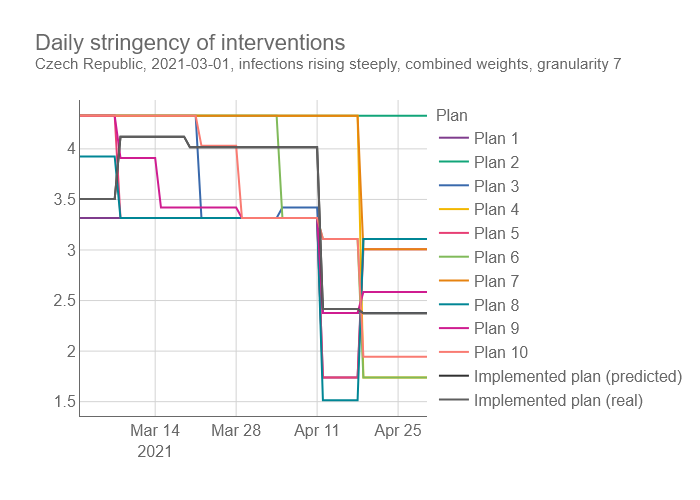 Daily stringency of interventions
Czech Republic, 2021-03-01, infections rising steeply, combined weights, granularity 7
Plan
Plan 1
Plan 2
Plan 3
Plan 4
Plan 5
Plan 6
Plan 7
Plan 8
Plan 9
Plan 10
Implemented plan (predicted)
Implemented plan (real)
4
3.5
3
2.5
2
1.5
Mar 14
2021
Mar 28
Apr 11
Apr 25